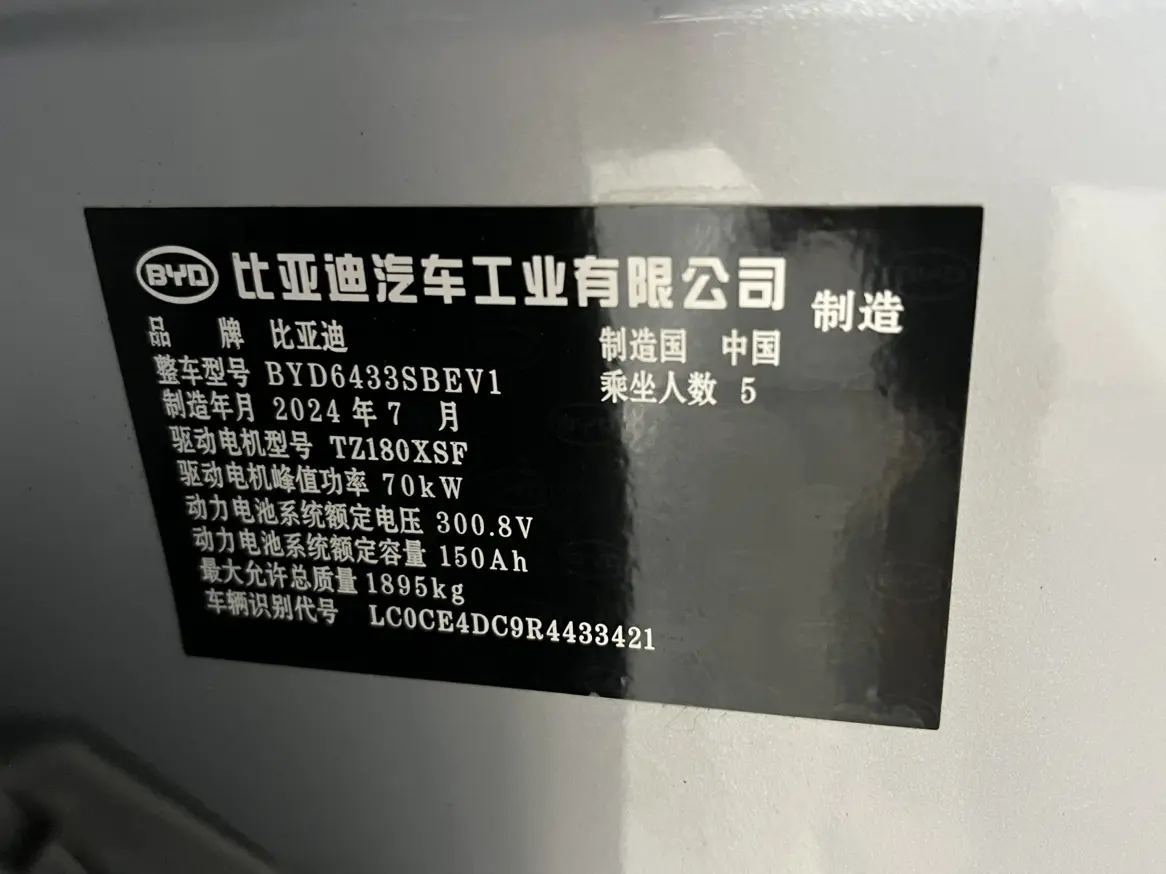 BYD 比亚迪汽车工业有限公司 制造
品 牌 比亚迪 制造国 中国
整车型号 BYD6433SBEV1 乘坐人数 5
制造年月 2024 年 7 月
驱动电机型号 TZ180XSF
驱动电机峰值功率 70kW
动力电池系统额定电压 300.8V
动力电池系统额定容量 150Ah
最大允许总质量 1895kg
车辆识别代号 LC0CE4DC9R4433421